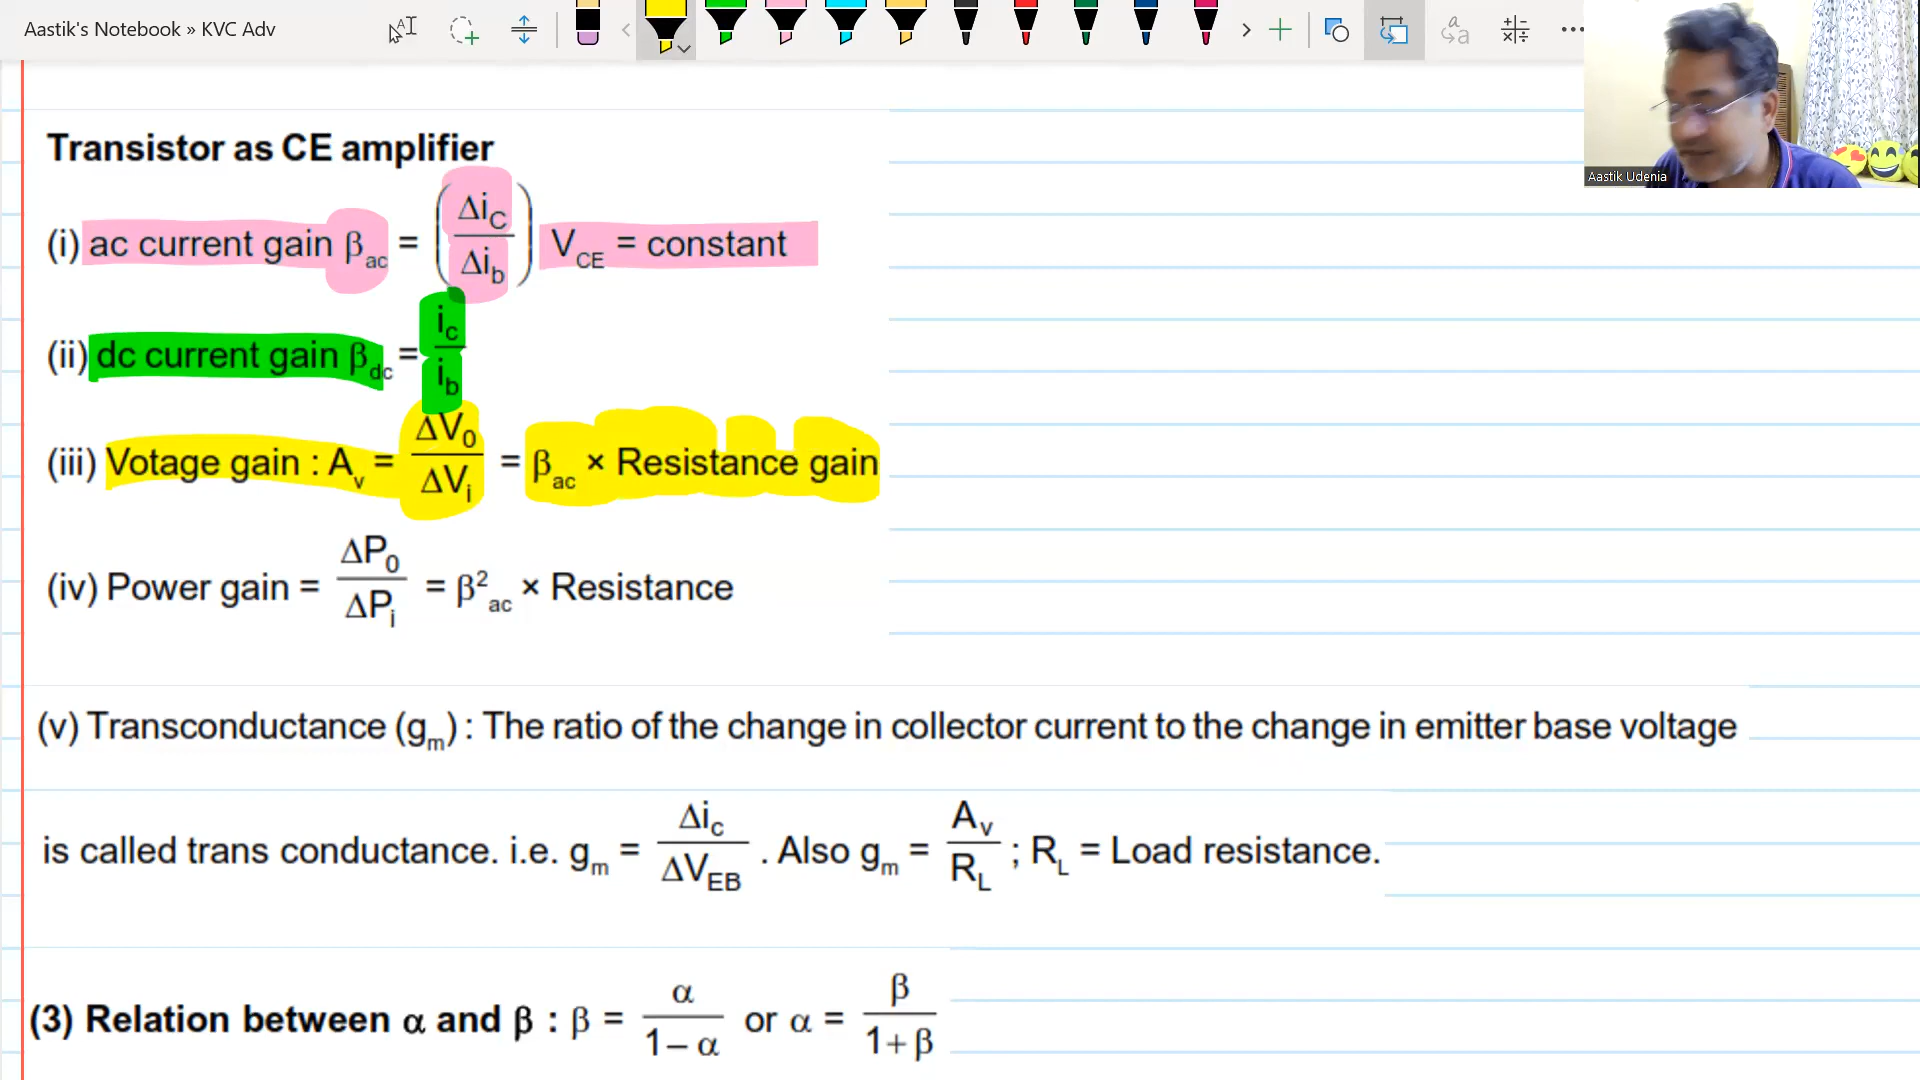 Aastik's Notebook » KVC Adv
Aastik Udenia
Transistor as CE amplifier
(i) ac current gain βac = (Δic/Δib) VCE = constant
(ii) dc current gain βdc = ic/ib
(iii) Votage gain : Av = ΔV0/ΔVi = βac × Resistance gain
(iv) Power gain = ΔP0/ΔPi = β²ac × Resistance
(v) Transconductance (gm) : The ratio of the change in collector current to the change in emitter base voltage
is called trans conductance. i.e. gm = Δic/ΔVEB . Also gm = Av/RL ; RL = Load resistance.
(3) Relation between α and β : β = α/1– α or α = β/1+ β